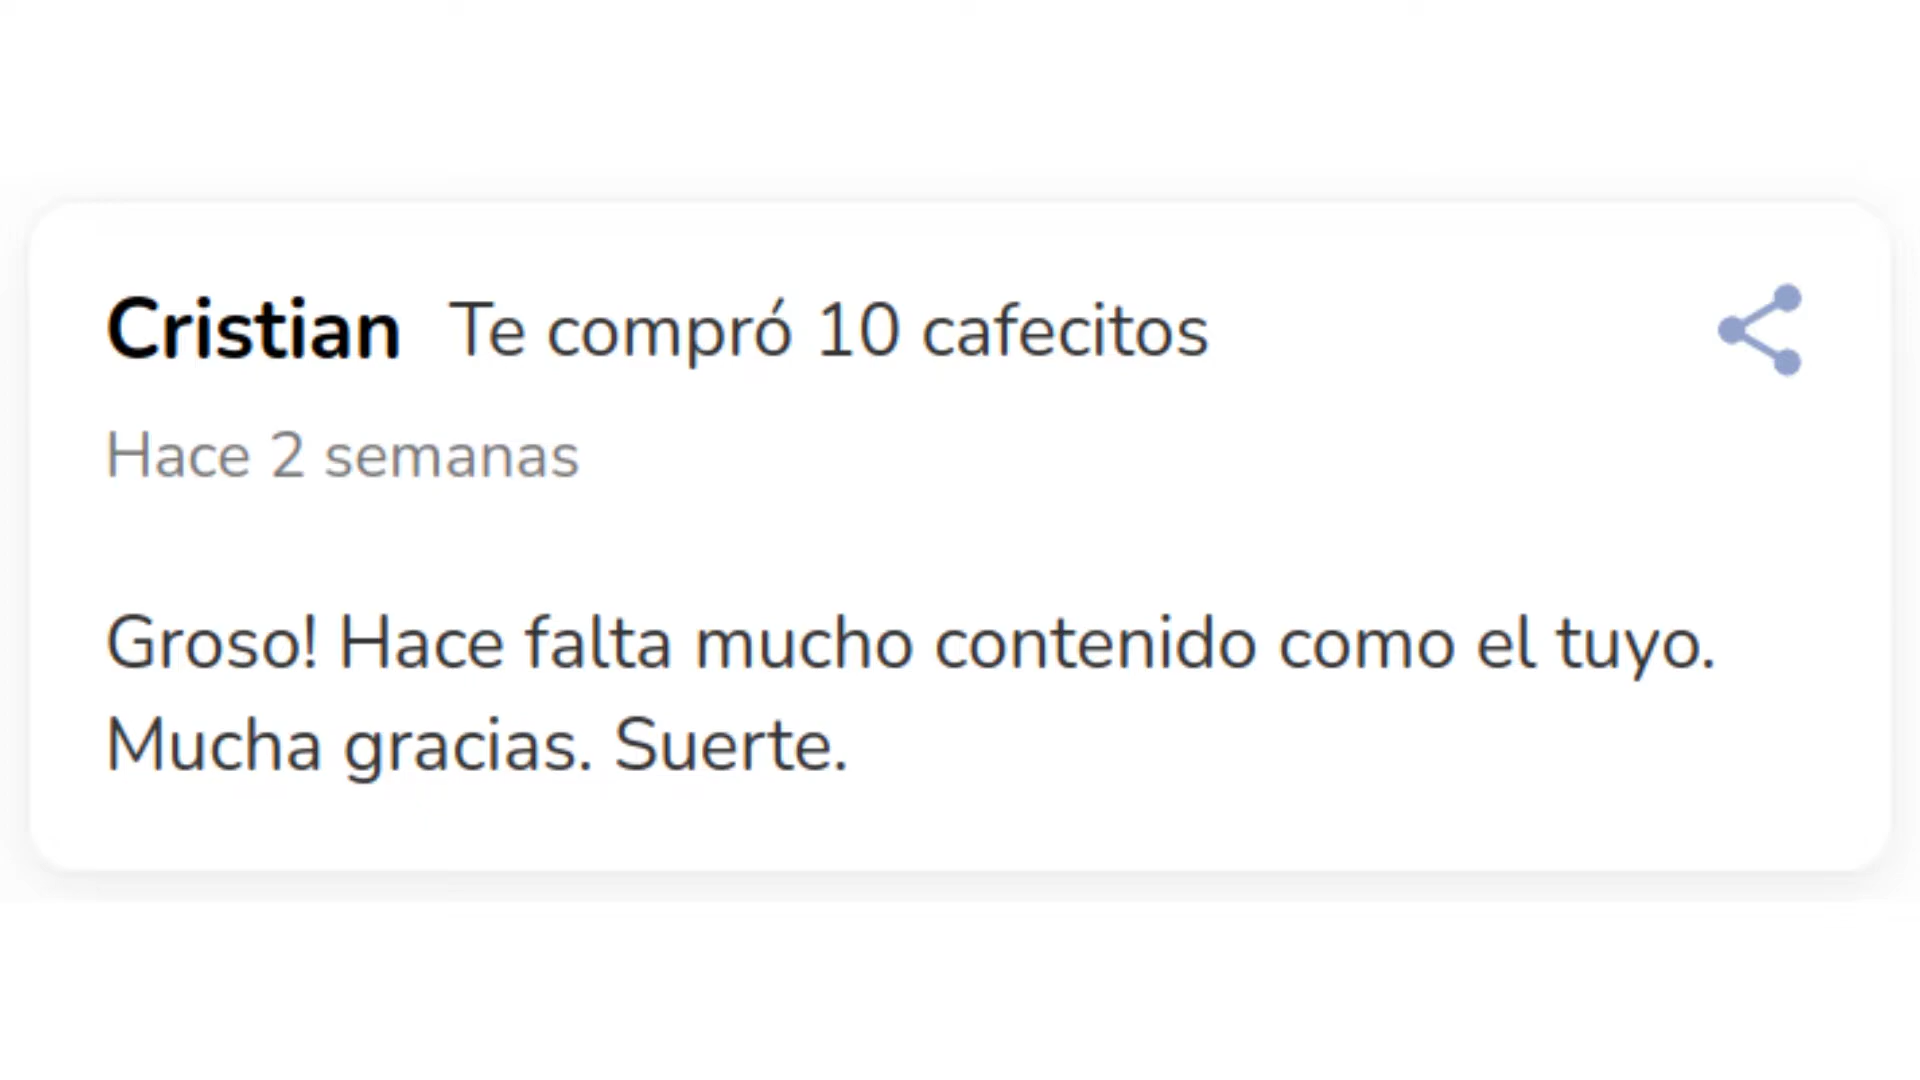 Cristian Te compró 10 cafecitos
Hace 2 semanas
Groso! Hace falta mucho contenido como el tuyo.
Mucha gracias. Suerte.